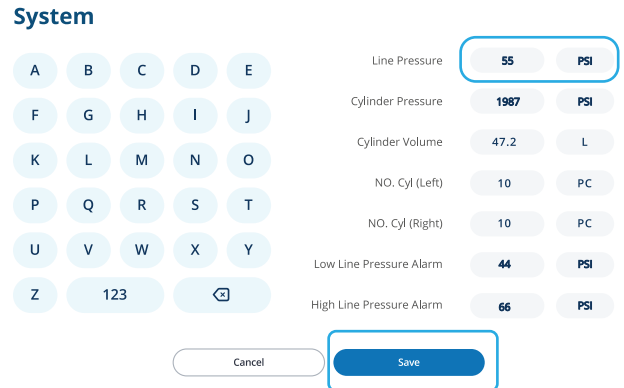 System
A B C D E
F G H I J
K L M N O
P Q R S T
U V W X Y
Z 123
Line Pressure 55 PSI
Cylinder Pressure 1987 PSI
Cylinder Volume 47.2 L
NO. Cyl (Left) 10 PC
NO. Cyl (Right) 10 PC
Low Line Pressure Alarm 44 PSI
High Line Pressure Alarm 66 PSI
Cancel Save